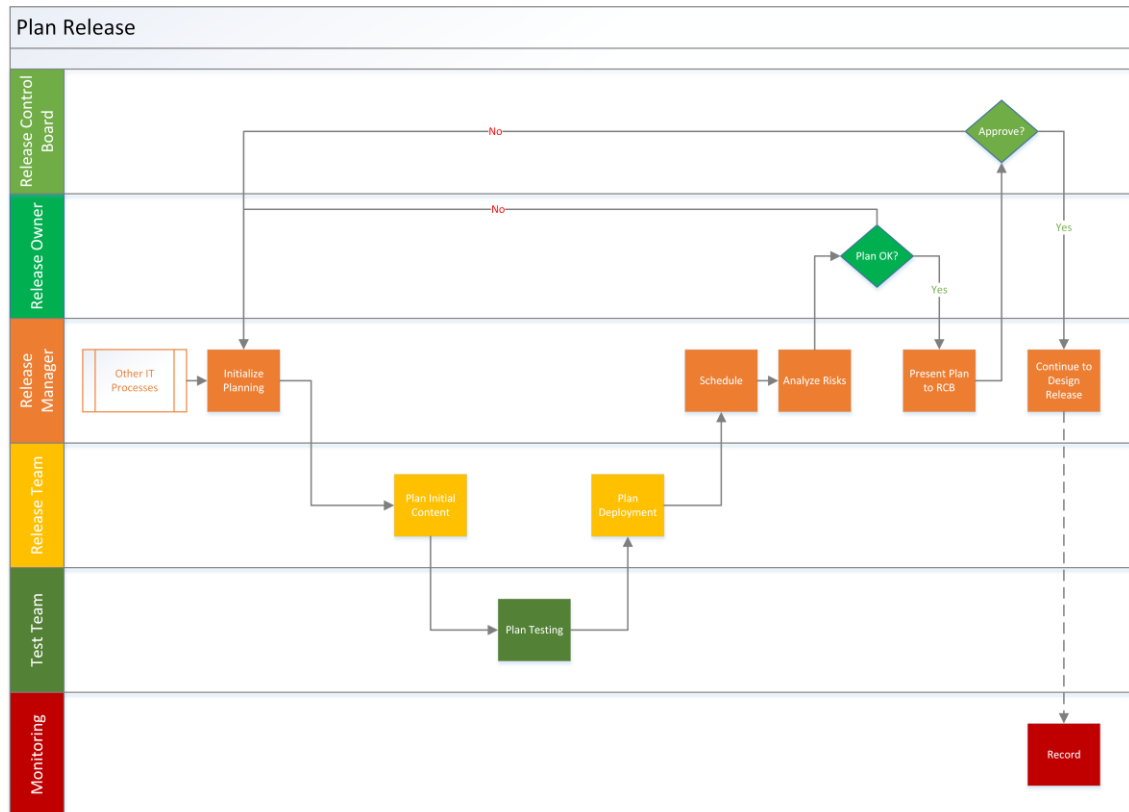 Plan Release
Release Control
Board
No
Approve?
Release Owner
No
Plan OK?
Yes
Yes
Release
Manager
Other IT
Processes
Initialize
Planning
Schedule
Analyze Risks
Present Plan
to RCB
Continue to
Design
Release
Release Team
Plan Initial
Content
Plan
Deployment
Test Team
Plan Testing
Monitoring
Record